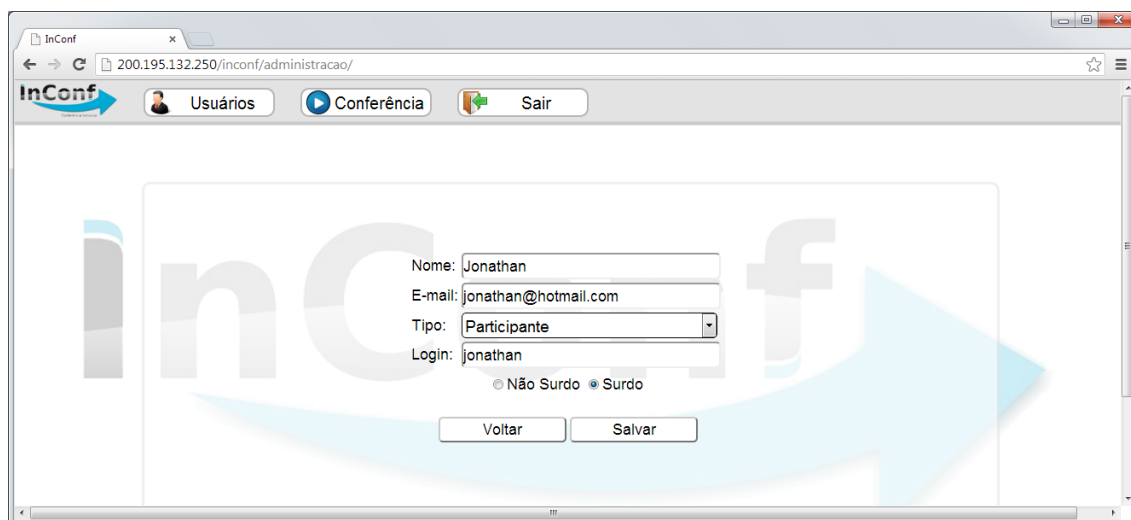 InConf
200.195.132.250/inconf/administracao/
InConf Usuários Conferência Sair
InConf
Nome: Jonathan
E-mail: jonathan@hotmail.com
Tipo: Participante
Login: jonathan
Não Surdo Surdo
Voltar Salvar